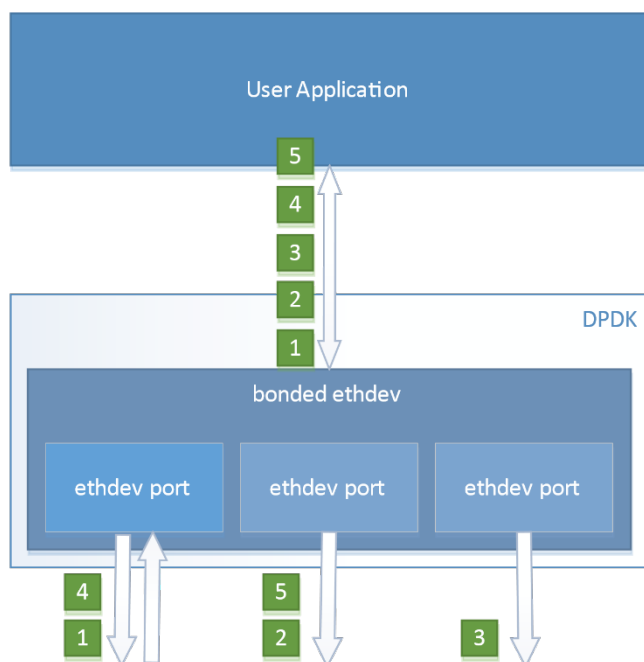 User Application
5
4
3
2
DPDK
1
bonded ethdev
ethdev port
ethdev port
ethdev port
4
5
1
2
3